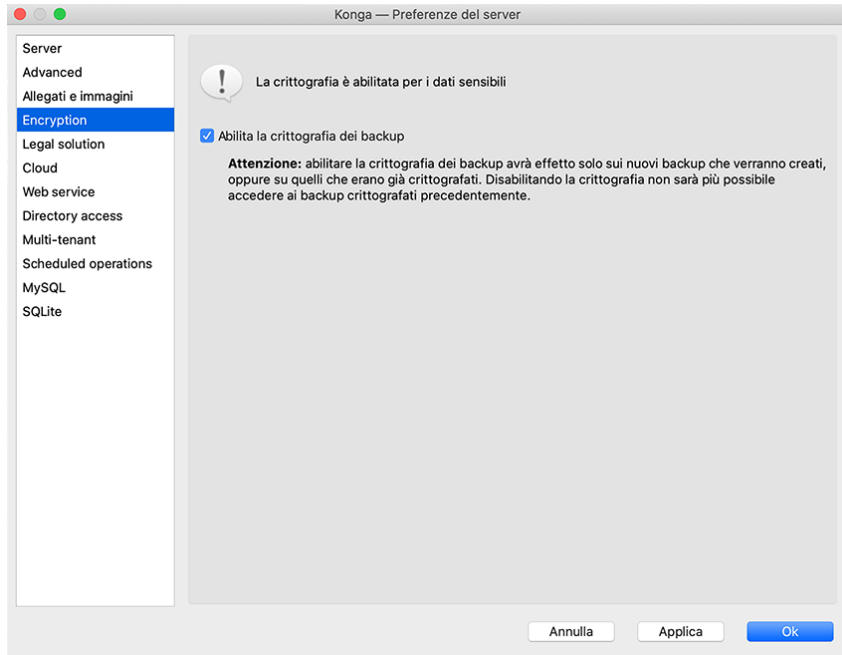 Konga — Preferenze del server
Server
Advanced
Allegati e immagini
Encryption
Legal solution
Cloud
Web service
Directory access
Multi-tenant
Scheduled operations
MySQL
SQLite
La crittografia è abilitata per i dati sensibili
Abilita la crittografia dei backup
Attenzione: abilitare la crittografia dei backup avrà effetto solo sui nuovi backup che verranno creati,
oppure su quelli che erano già crittografati. Disabilitando la crittografia non sarà più possibile
accedere ai backup crittografati precedentemente.
Annulla
Applica
Ok